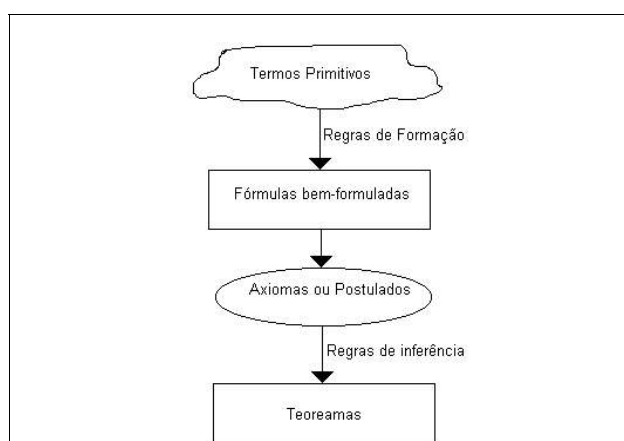 Termos Primitivos
Regras de Formação
Fórmulas bem-formuladas
Axiomas ou Postulados
Regras de inferência
Teoreamas